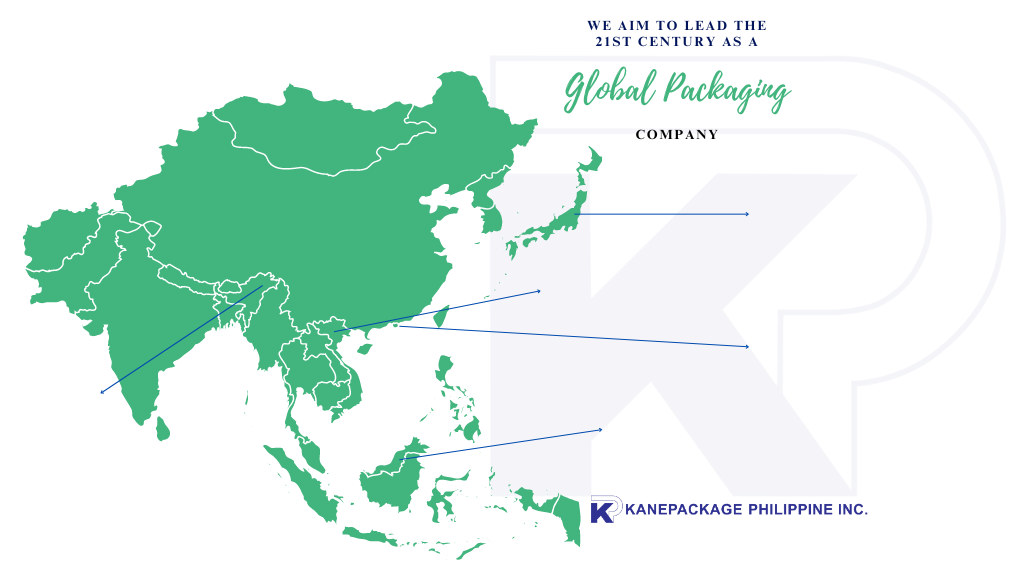 WE AIM TO LEAD THE
21ST CENTURY AS A
Global Packaging
COMPANY
KANEPACKAGE PHILIPPINE INC.